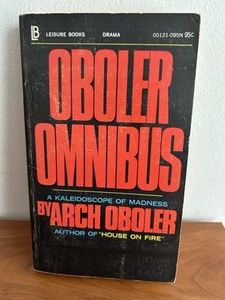 LB
LEISURE BOOKS
DRAMA
00121-095N 95¢
OBOLER
OMNIBUS
A KALEIDOSCOPE OF MADNESS
BY ARCH OBOLER
AUTHOR OF "HOUSE ON FIRE"